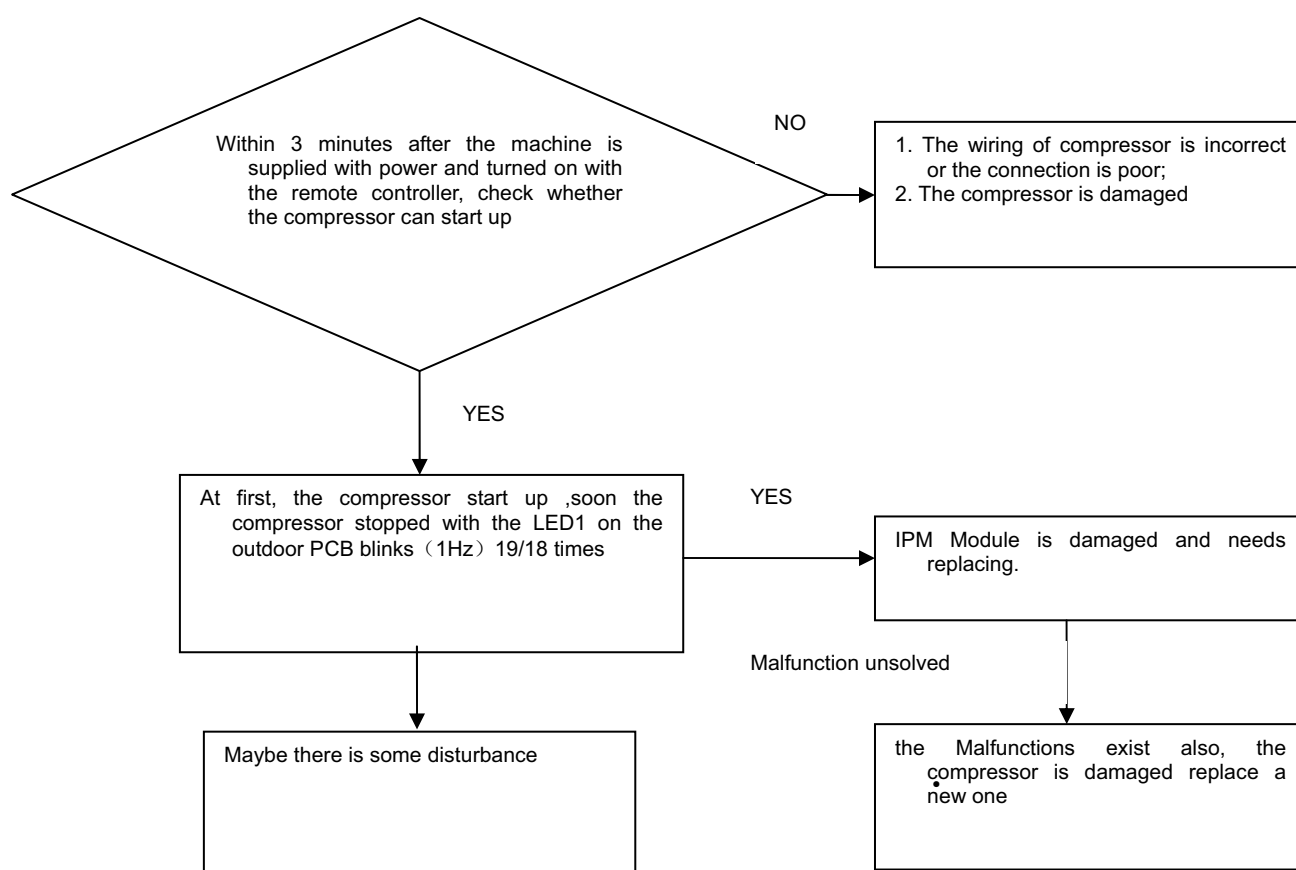 Within 3 minutes after the machine is
supplied with power and turned on with
the remote controller, check whether
the compressor can start up
NO
1. The wiring of compressor is incorrect
or the connection is poor;
2. The compressor is damaged
YES
At first, the compressor start up ,soon the
compressor stopped with the LED1 on the
outdoor PCB blinks（1Hz）19/18 times
YES
IPM Module is damaged and needs
replacing.
Malfunction unsolved
Maybe there is some disturbance
the Malfunctions exist also, the
compressor is damaged replace a
new one